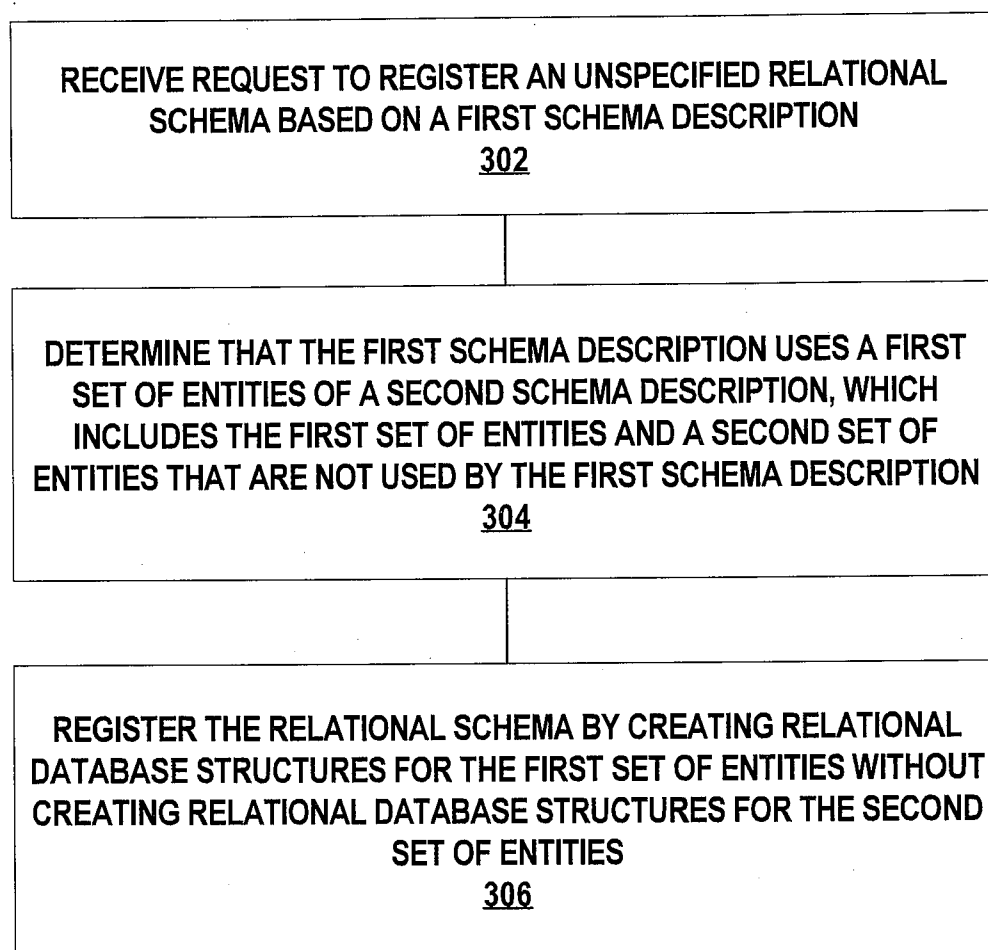 RECEIVE REQUEST TO REGISTER AN UNSPECIFIED RELATIONAL
SCHEMA BASED ON A FIRST SCHEMA DESCRIPTION
302
DETERMINE THAT THE FIRST SCHEMA DESCRIPTION USES A FIRST
SET OF ENTITIES OF A SECOND SCHEMA DESCRIPTION, WHICH
INCLUDES THE FIRST SET OF ENTITIES AND A SECOND SET OF
ENTITIES THAT ARE NOT USED BY THE FIRST SCHEMA DESCRIPTION
304
REGISTER THE RELATIONAL SCHEMA BY CREATING RELATIONAL
DATABASE STRUCTURES FOR THE FIRST SET OF ENTITIES WITHOUT
CREATING RELATIONAL DATABASE STRUCTURES FOR THE SECOND
SET OF ENTITIES
306